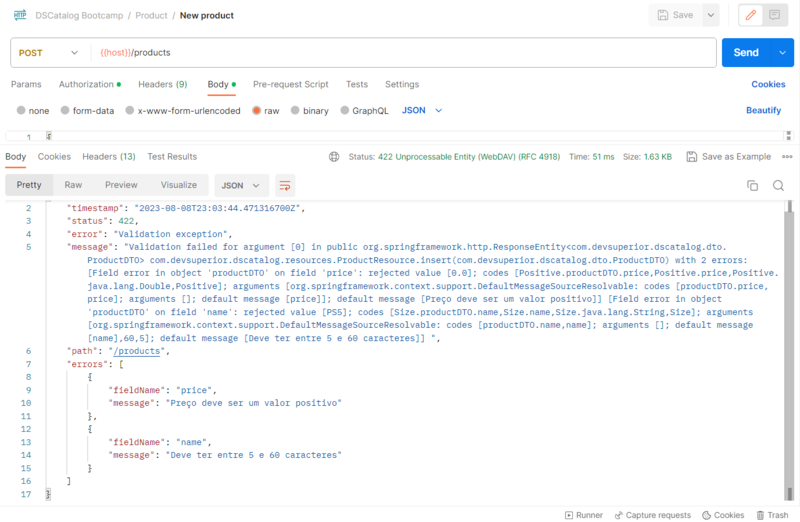 HTTP DSCatalog Bootcamp / Product / New product
Save
POST {{host}}/products Send
Params Authorization Headers (9) Body Pre-request Script Tests Settings Cookies
none form-data x-www-form-urlencoded raw binary GraphQL JSON Beautify
1 {
Body Cookies Headers (13) Test Results Status: 422 Unprocessable Entity (WebDAV) (RFC 4918) Time: 51 ms Size: 1.63 KB Save as Example
Pretty Raw Preview Visualize JSON
2 "timestamp": "2023-08-08T23:03:44.471316700Z",
3 "status": 422,
4 "error": "Validation exception",
5 "message": "Validation failed for argument [0] in public org.springframework.http.ResponseEntity<com.devsuperior.dscatalog.dto.
ProductDTO> com.devsuperior.dscatalog.resources.ProductResource.insert(com.devsuperior.dscatalog.dto.ProductDTO) with 2 errors:
[Field error in object 'productDTO' on field 'price': rejected value [0.0]; codes [Positive.productDTO.price,Positive.price,Positive.
java.lang.Double,Positive]; arguments [org.springframework.context.support.DefaultMessageSourceResolvable: codes [productDTO.price,
price]; arguments []; default message [price]]; default message [Preço deve ser um valor positivo]] [Field error in object
'productDTO' on field 'name': rejected value [PS5]; codes [Size.productDTO.name,Size.name,Size.java.lang.String,Size]; arguments
[org.springframework.context.support.DefaultMessageSourceResolvable: codes [productDTO.name,name]; arguments []; default message
[name],60,5]; default message [Deve ter entre 5 e 60 caracteres]] ",
6 "path": "/products",
7 "errors": [
8 {
9 "fieldName": "price",
10 "message": "Preço deve ser um valor positivo"
11 },
12 {
13 "fieldName": "name",
14 "message": "Deve ter entre 5 e 60 caracteres"
15 }
16 ]
17 }
Runner Capture requests Cookies Trash